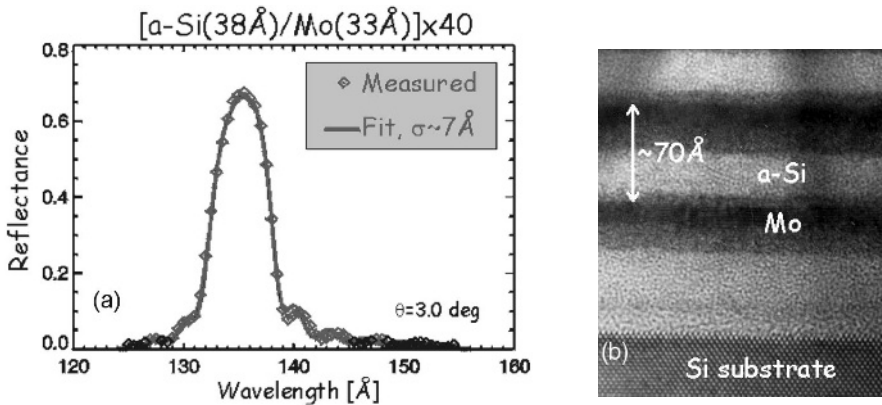 [a-Si(38Å)/Mo(33Å)]x40
Reflectance
0.8
0.6
0.4
0.2
0.0
Measured
Fit, σ~7Å
(a)
θ=3.0 deg
120 130 140 150 160
Wavelength [Å]
~70Å
a-Si
Mo
(b)
Si substrate